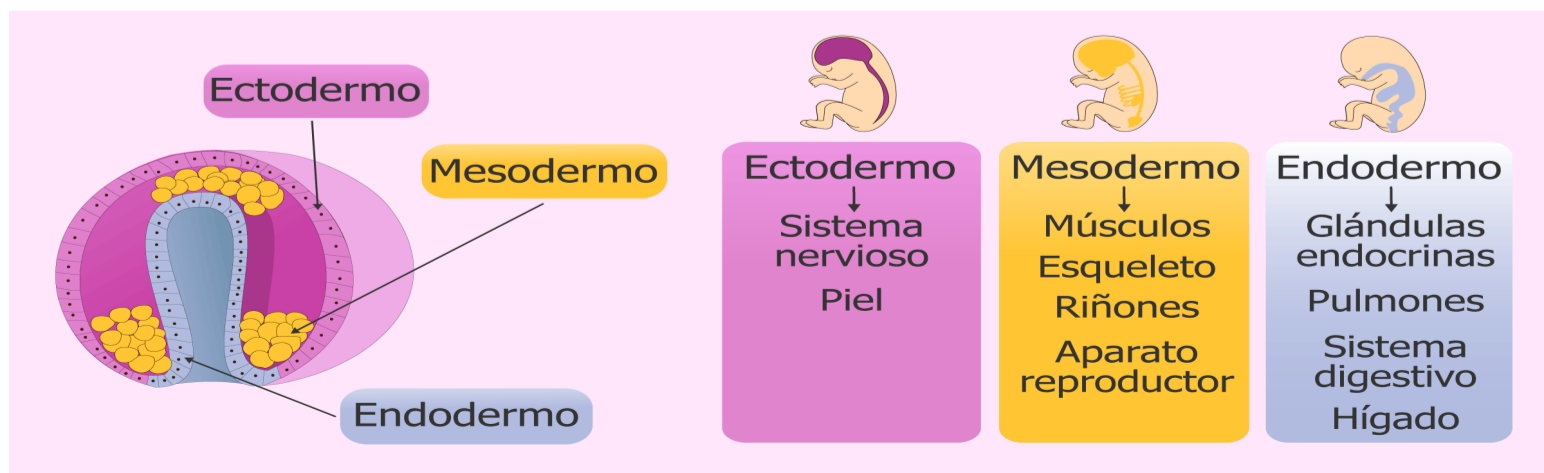 Ectodermo
Mesodermo
Endodermo
Ectodermo
Sistema
nervioso
Piel
Mesodermo
Músculos
Esqueleto
Riñones
Aparato
reproductor
Endodermo
Glándulas
endocrinas
Pulmones
Sistema
digestivo
Hígado